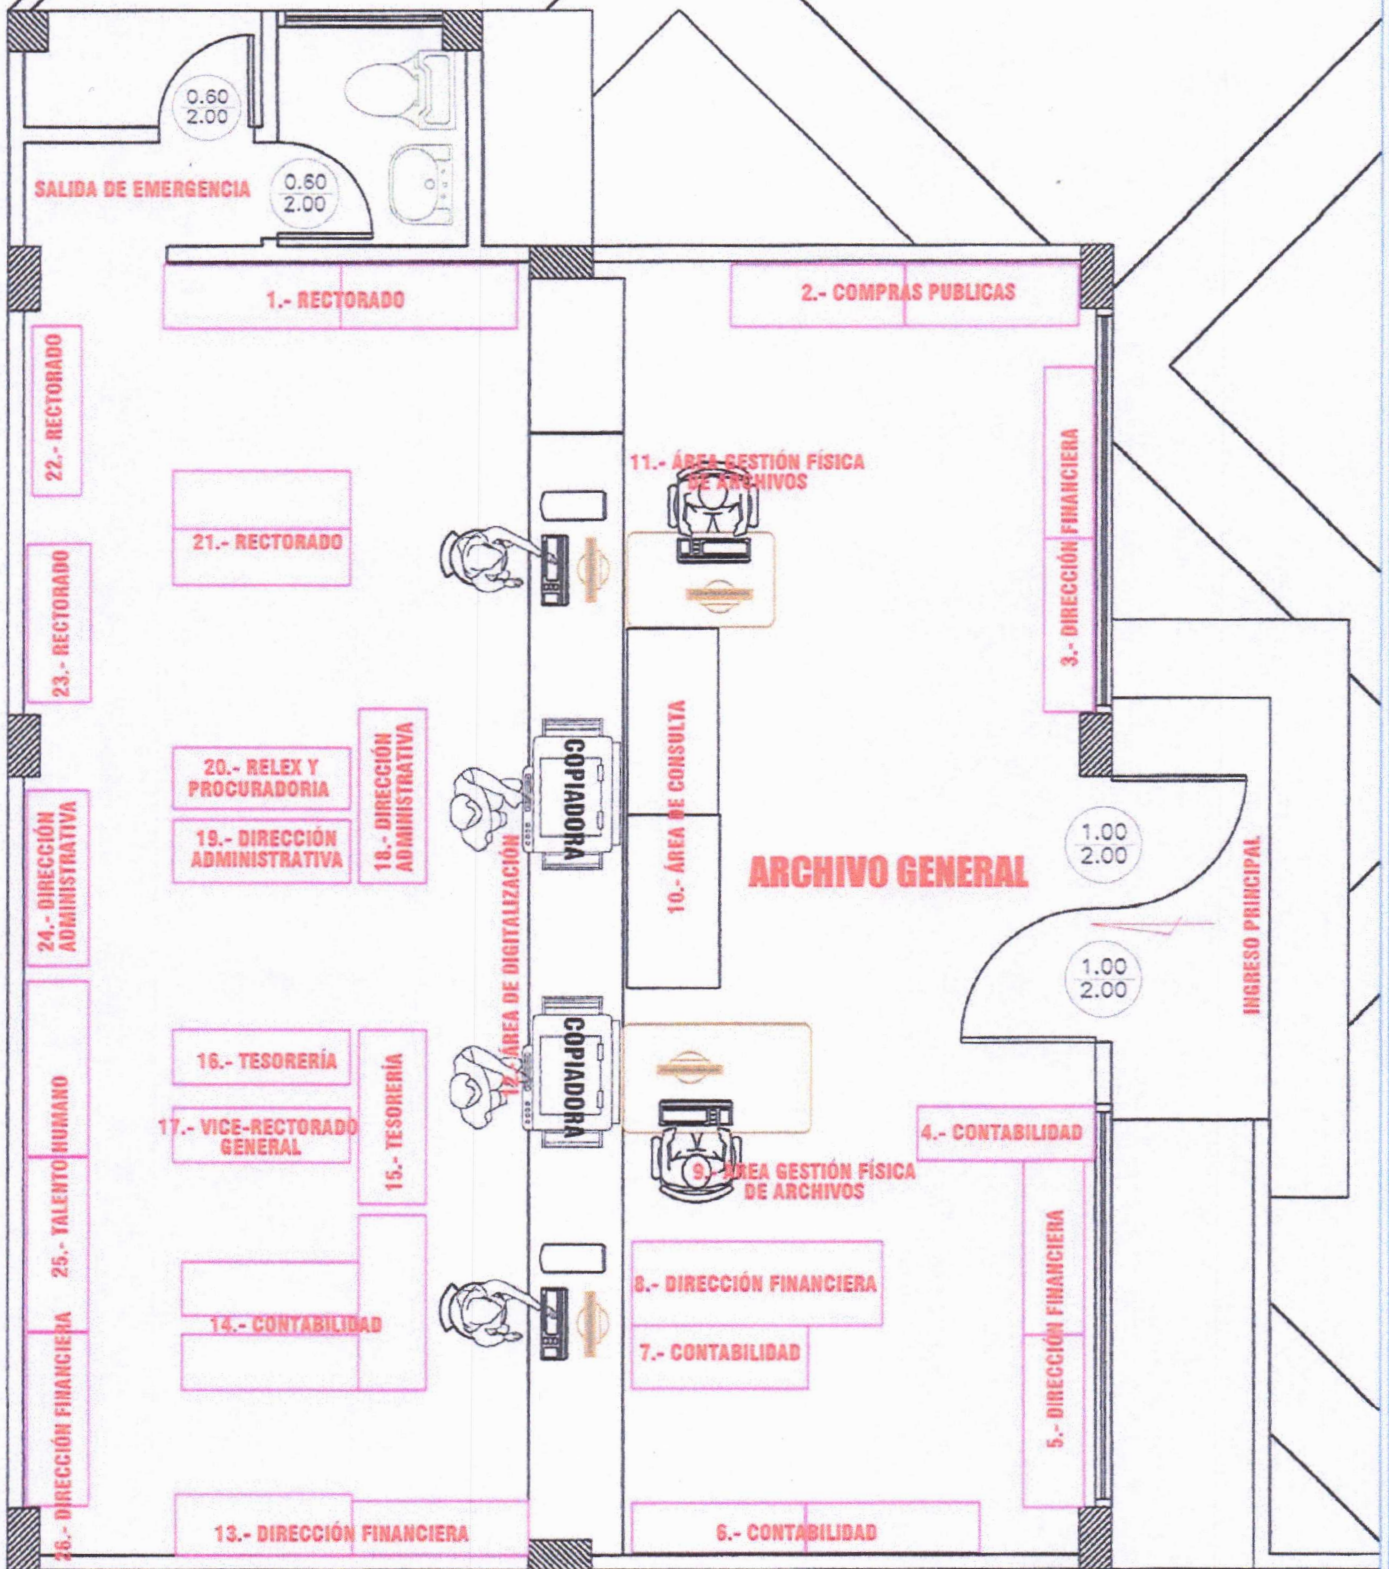 0.60
2.00
SALIDA DE EMERGENCIA
0.60
2.00
1.- RECTORADO
2.- COMPRAS PUBLICAS
22.- RECTORADO
3.- DIRECCIÓN FINANCIERA
11.- ÁREA GESTIÓN FÍSICA
DE ARCHIVOS
21.- RECTORADO
23.- RECTORADO
20.- RELEX Y
PROCURADORIA
18.- DIRECCIÓN
ADMINISTRATIVA
COPIADORA
10.- ÁREA DE CONSULTA
19.- DIRECCIÓN
ADMINISTRATIVA
24.- DIRECCIÓN
ADMINISTRATIVA
12.- ÁREA DE DIGITALIZACIÓN
ARCHIVO GENERAL
1.00
2.00
1.00
2.00
INGRESO PRINCIPAL
16.- TESORERÍA
15.- TESORERÍA
COPIADORA
17.- VICE-RECTORADO
GENERAL
4.- CONTABILIDAD
25.- TALENTO HUMANO
9.- ÁREA GESTIÓN FÍSICA
DE ARCHIVOS
5.- DIRECCIÓN FINANCIERA
8.- DIRECCIÓN FINANCIERA
14.- CONTABILIDAD
7.- CONTABILIDAD
26.- DIRECCIÓN FINANCIERA
13.- DIRECCIÓN FINANCIERA
6.- CONTABILIDAD